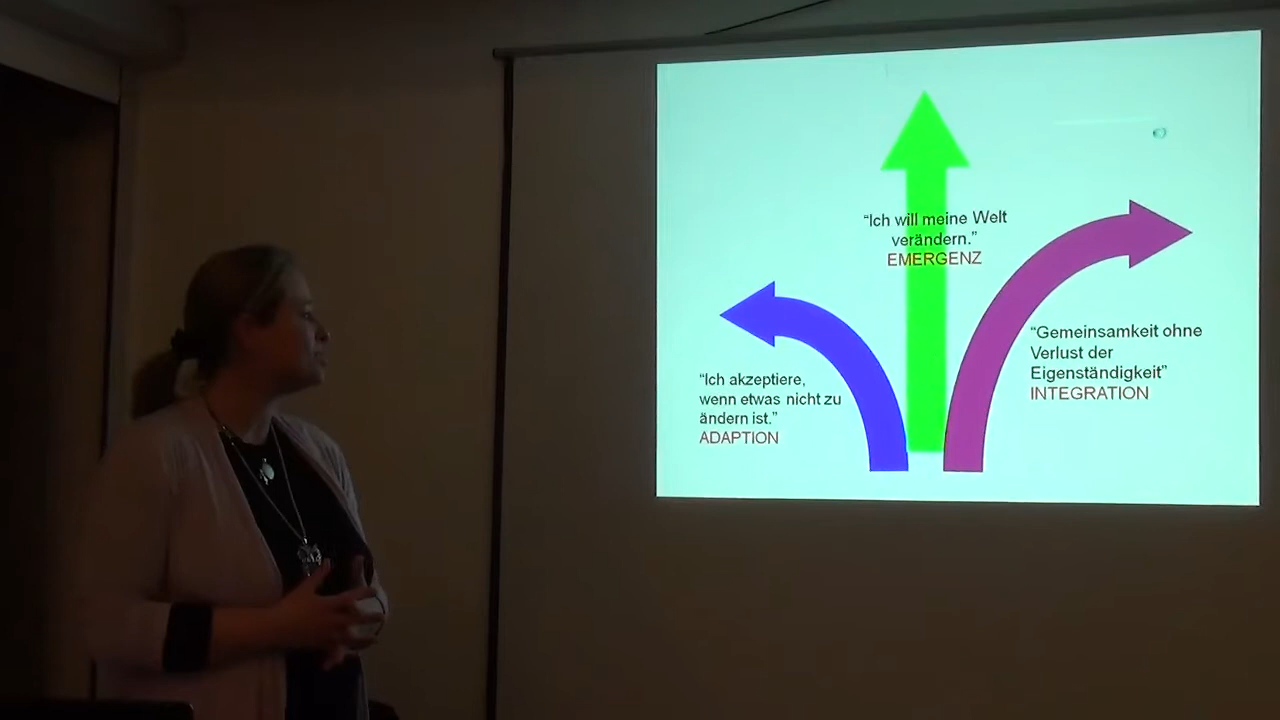 “Ich will meine Welt
verändern.”
EMERGENZ
“Gemeinsamkeit ohne
Verlust der
Eigenständigkeit”
INTEGRATION
“Ich akzeptiere,
wenn etwas nicht zu
ändern ist.”
ADAPTION